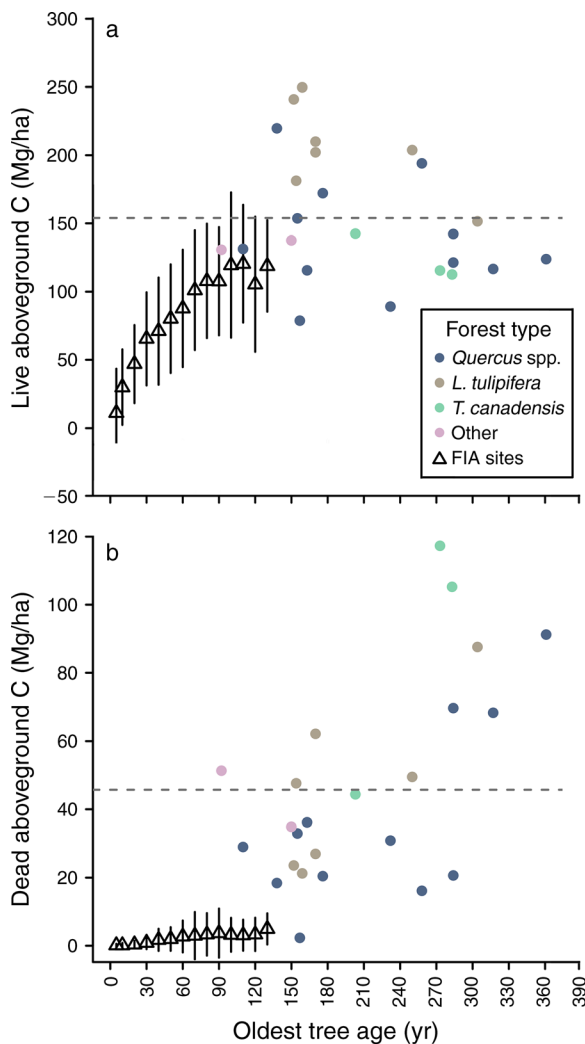 a
Live aboveground C (Mg/ha)
300
250
200
150
100
50
0
−50
Forest type
Quercus spp.
L. tulipifera
T. canadensis
Other
FIA sites
b
Dead aboveground C (Mg/ha)
120
100
80
60
40
20
0
0 30 60 90 120 150 180 210 240 270 300 330 360 390
Oldest tree age (yr)